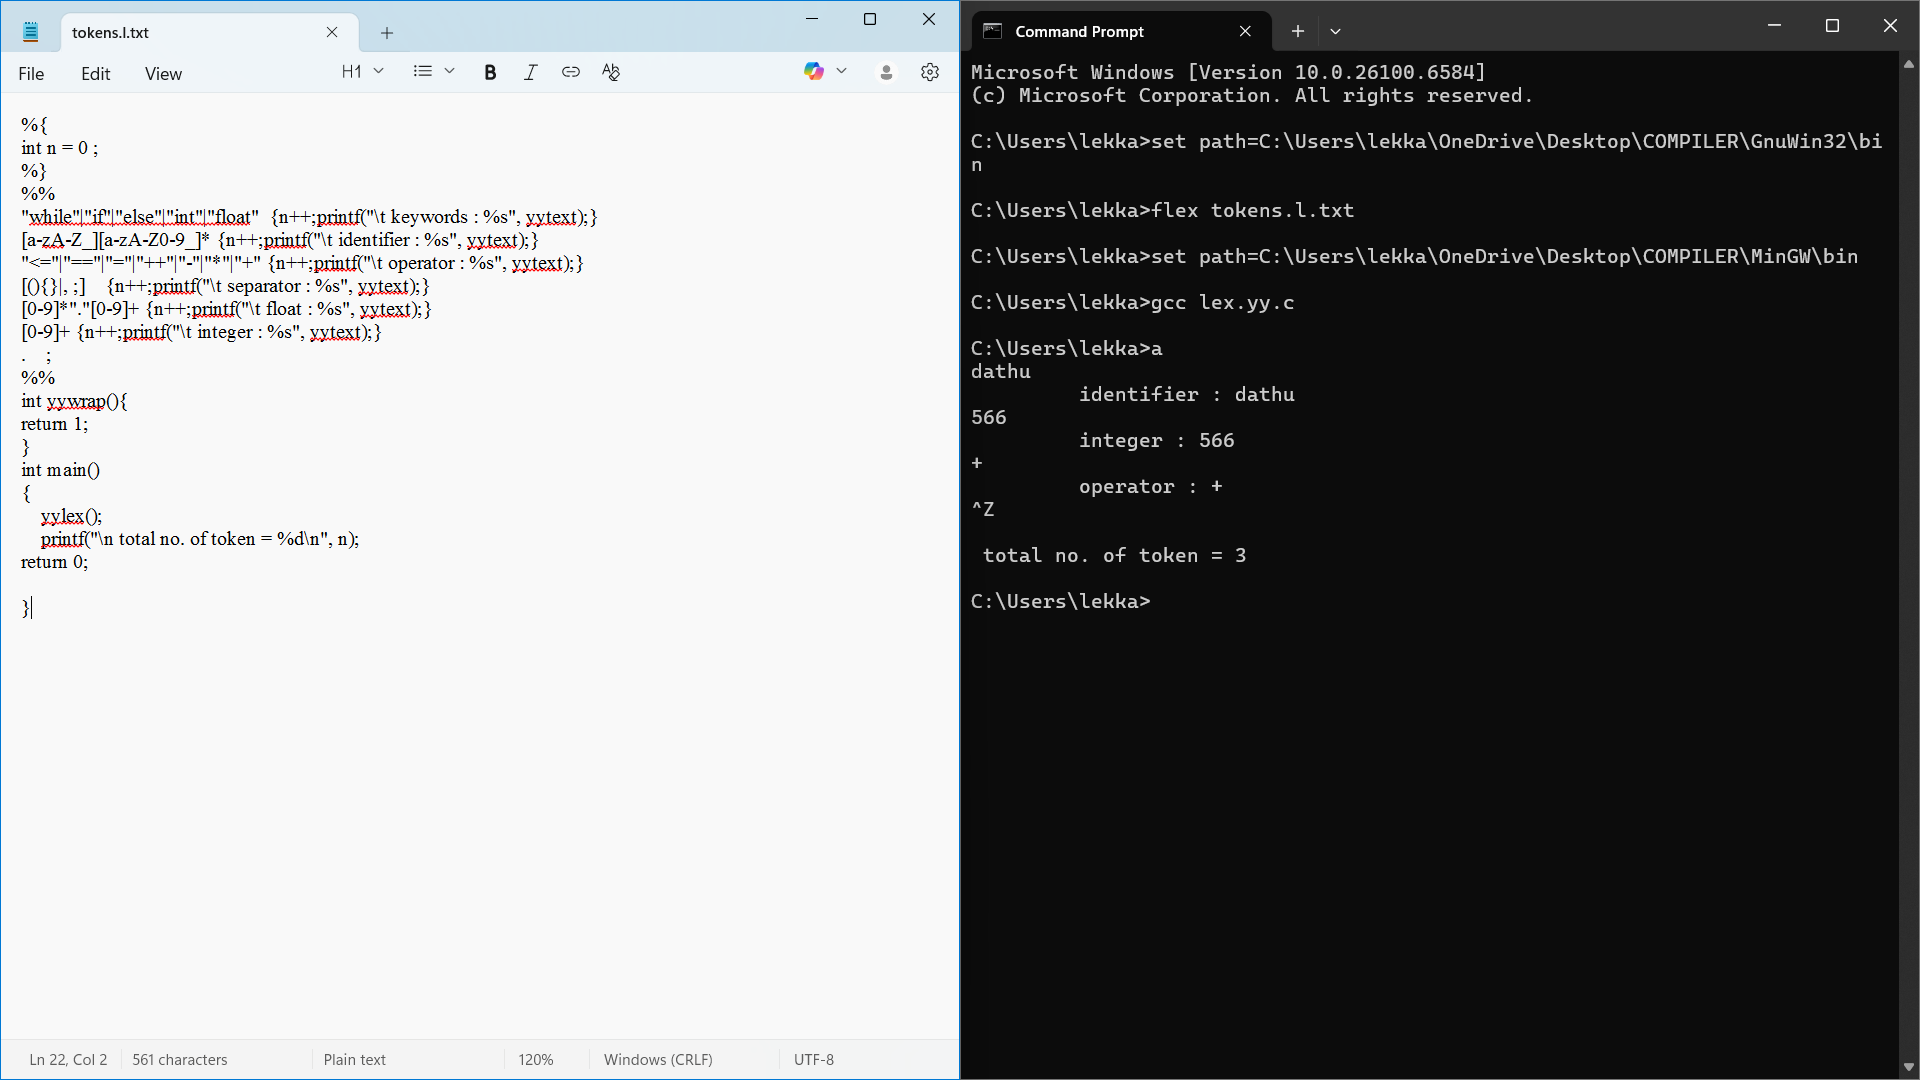 tokens.l.txt
File Edit View H1 B I
%{
int n = 0 ;
%}
%%
"while"|"if"|"else"|"int"|"float" {n++;printf("\t keywords : %s", yytext);}
[a-zA-Z_][a-zA-Z0-9_]* {n++;printf("\t identifier : %s", yytext);}
"<="|"=="|"="|"++"|"-"|"*"|"+" {n++;printf("\t operator : %s", yytext);}
[(){}|, ;] {n++;printf("\t separator : %s", yytext);}
[0-9]*"."[0-9]+ {n++;printf("\t float : %s", yytext);}
[0-9]+ {n++;printf("\t integer : %s", yytext);}
. ;
%%
int yywrap(){
return 1;
}
int main()
{
yylex();
printf("\n total no. of token = %d\n", n);
return 0;
}
Ln 22, Col 2 561 characters Plain text 120% Windows (CRLF) UTF-8
Command Prompt
Microsoft Windows [Version 10.0.26100.6584]
(c) Microsoft Corporation. All rights reserved.
C:\Users\lekka>set path=C:\Users\lekka\OneDrive\Desktop\COMPILER\GnuWin32\bi
n
C:\Users\lekka>flex tokens.l.txt
C:\Users\lekka>set path=C:\Users\lekka\OneDrive\Desktop\COMPILER\MinGW\bin
C:\Users\lekka>gcc lex.yy.c
C:\Users\lekka>a
dathu
identifier : dathu
566
integer : 566
+
operator : +
^Z
total no. of token = 3
C:\Users\lekka>